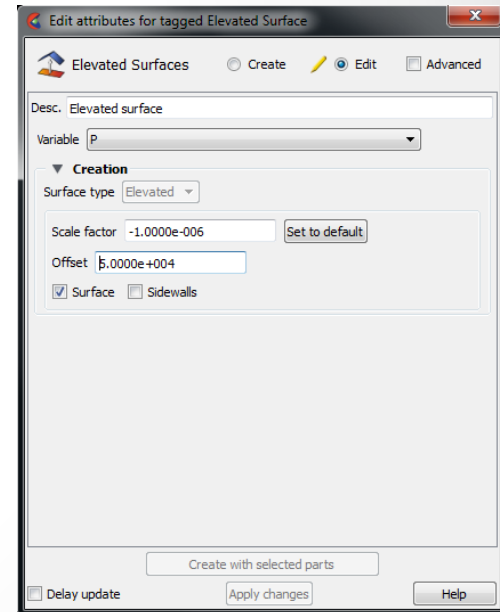 Edit attributes for tagged Elevated Surface
Elevated Surfaces Create Edit Advanced
Desc. Elevated surface
Variable P
Creation
Surface type Elevated
Scale factor -1.0000e-006 Set to default
Offset 5.0000e+004
Surface Sidewalls
Create with selected parts
Delay update Apply changes Help